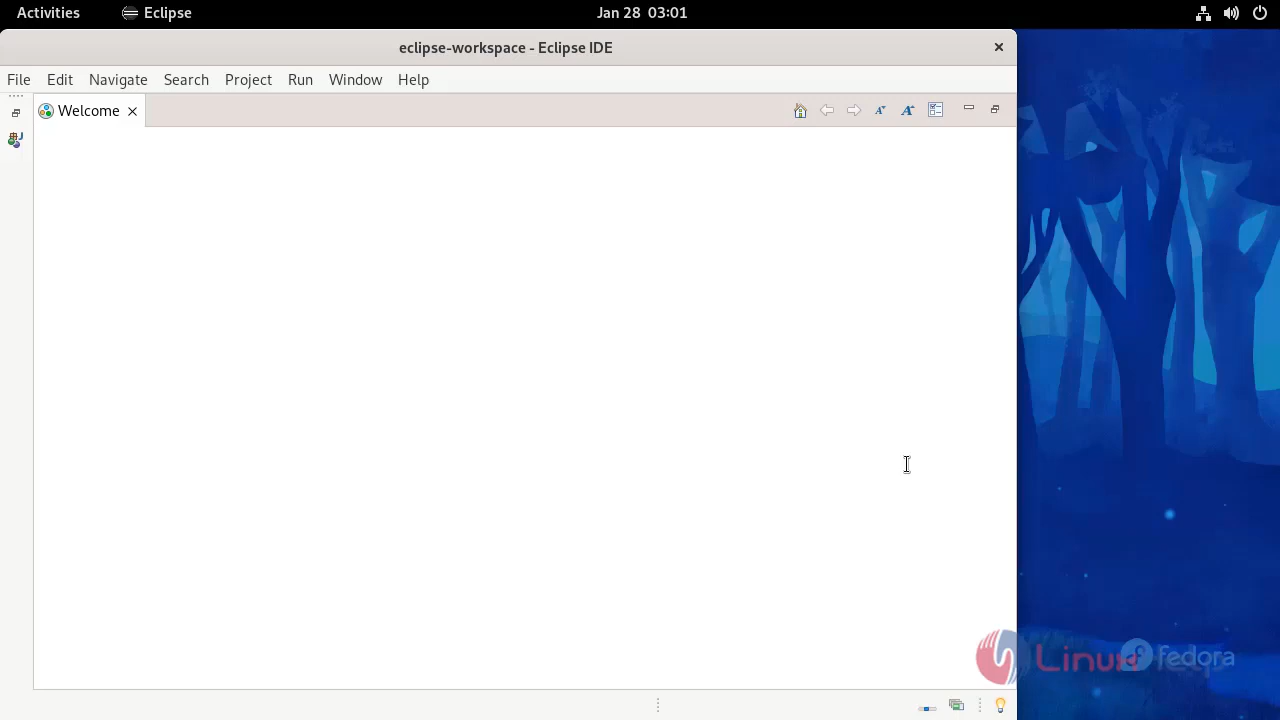 Activities Eclipse Jan 28 03:01
eclipse-workspace - Eclipse IDE
File Edit Navigate Search Project Run Window Help
Welcome
Linux
fedora